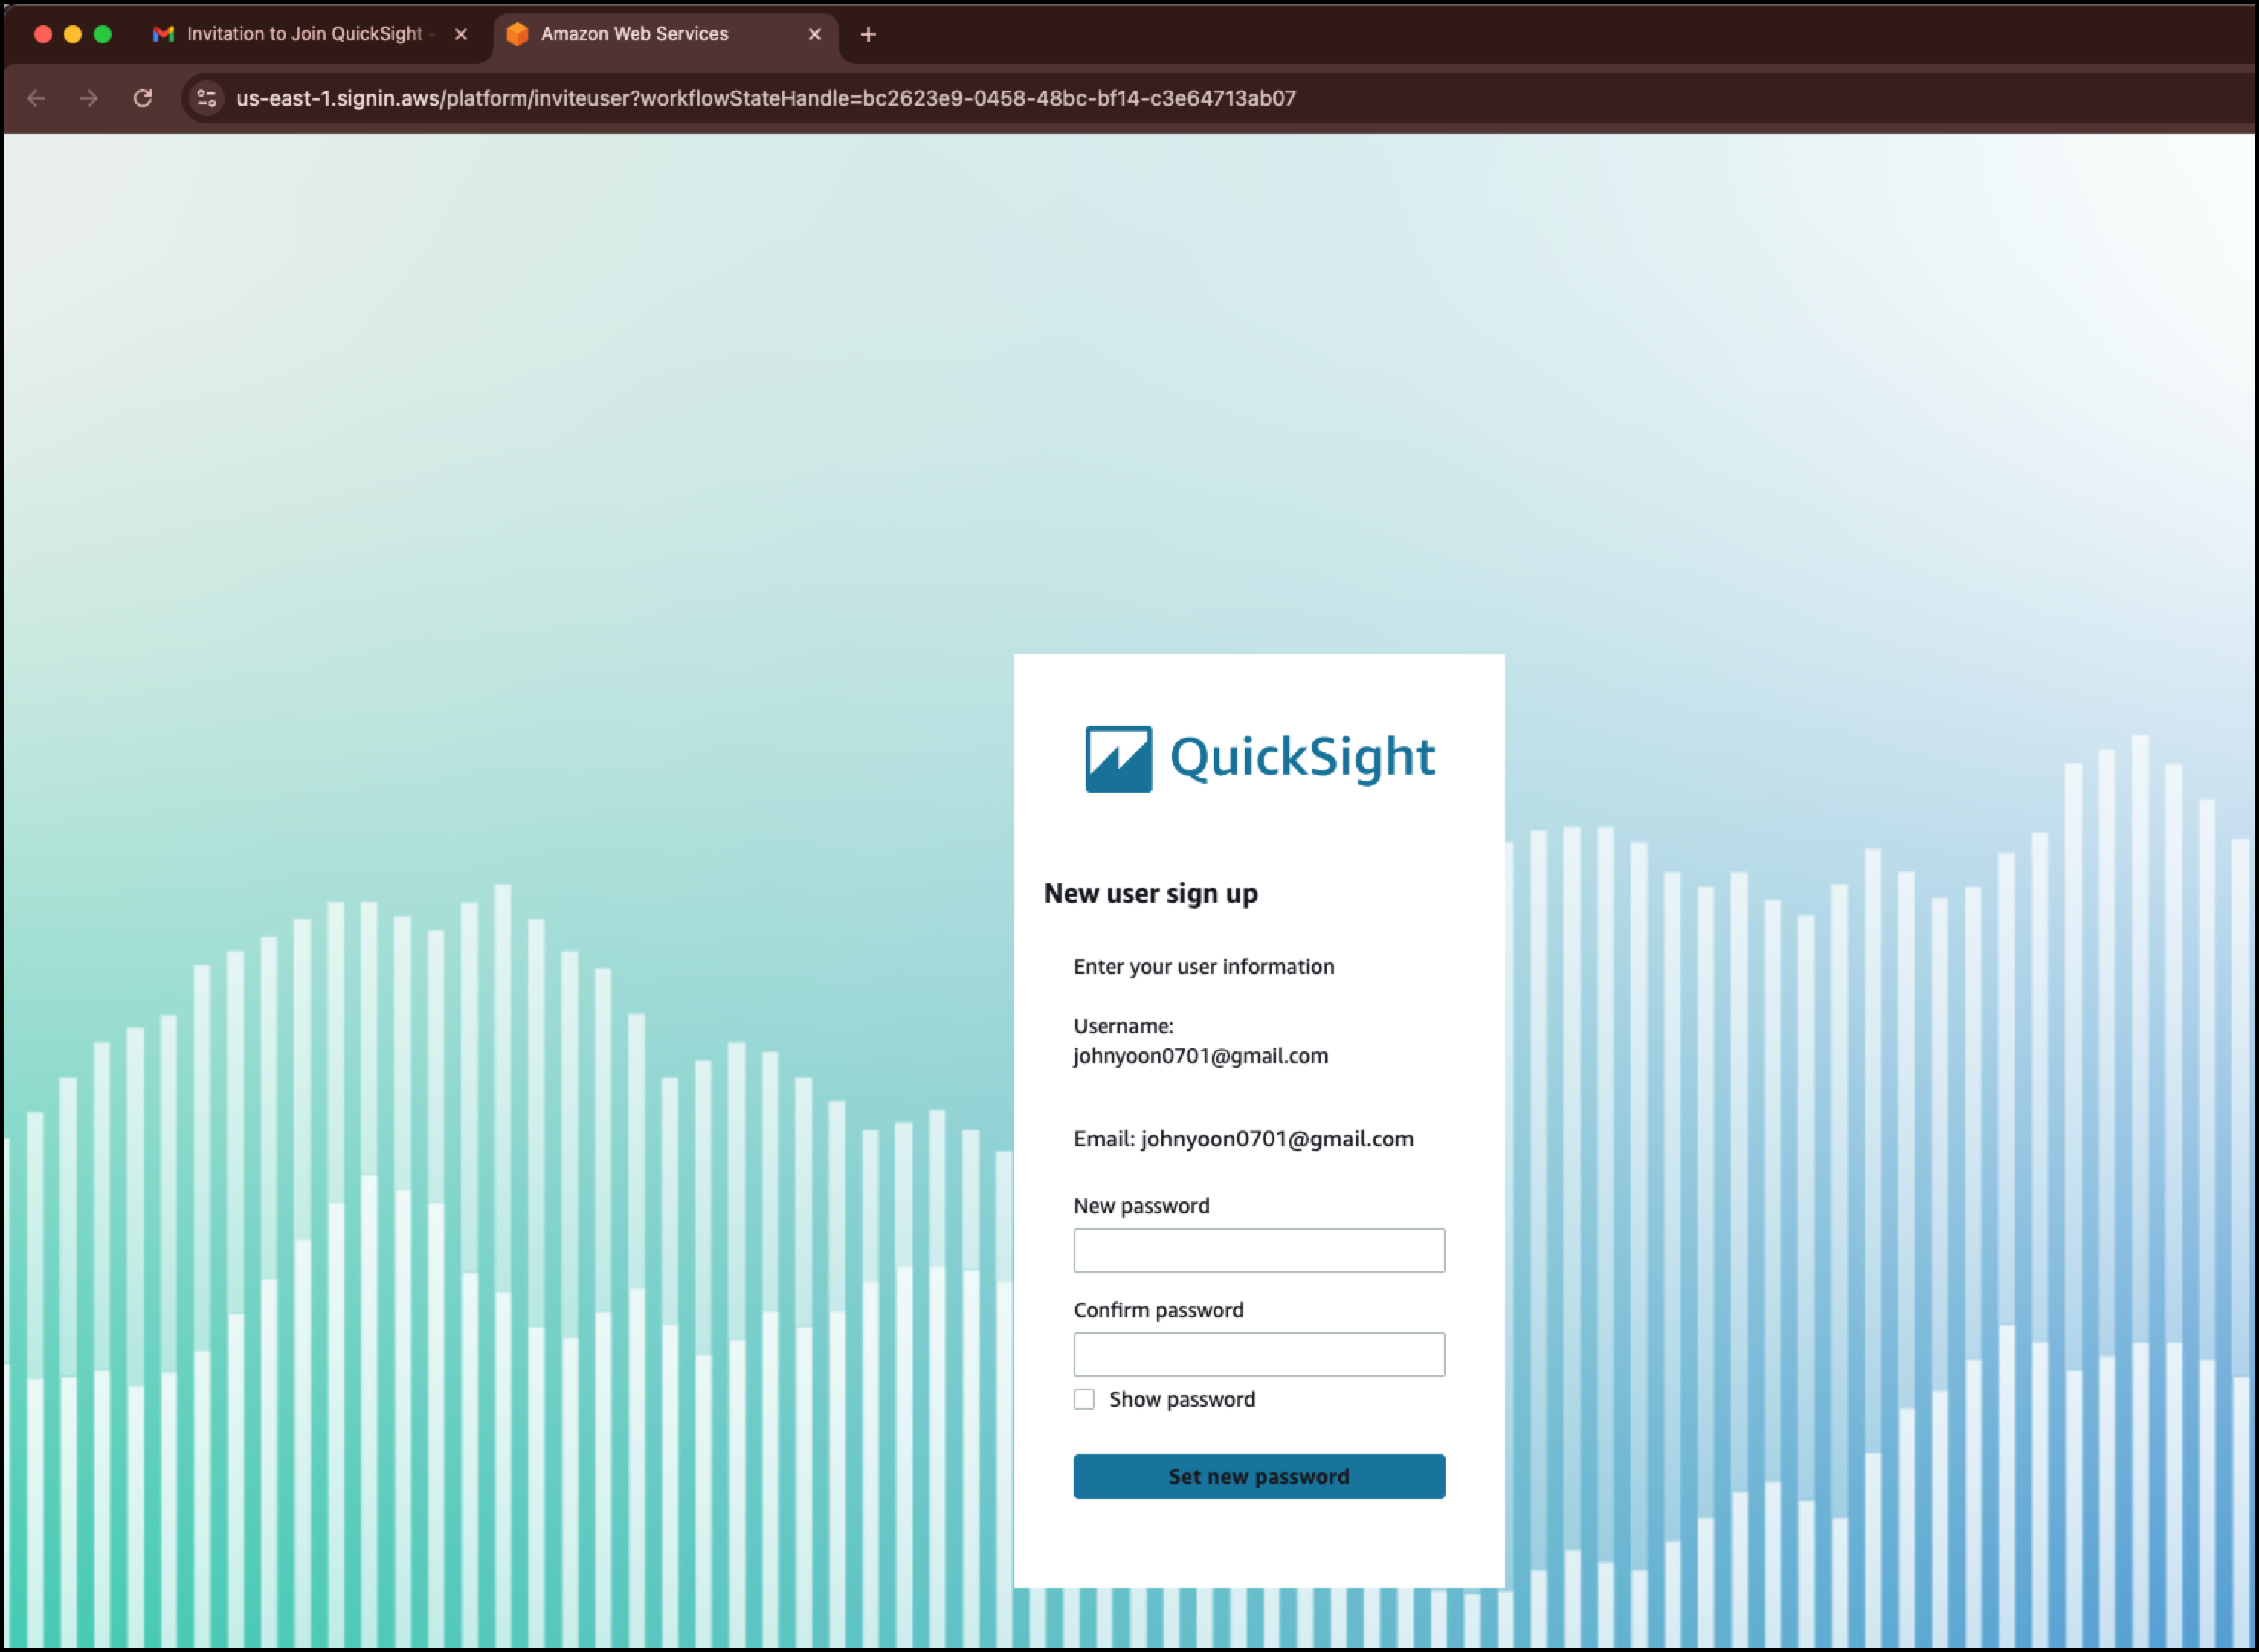 Invitation to Join QuickSight -
Amazon Web Services
us-east-1.signin.aws/platform/inviteuser?workflowStateHandle=bc2623e9-0458-48bc-bf14-c3e64713ab07
QuickSight
New user sign up
Enter your user information
Username:
johnyoon0701@gmail.com
Email: johnyoon0701@gmail.com
New password
Confirm password
Show password
Set new password